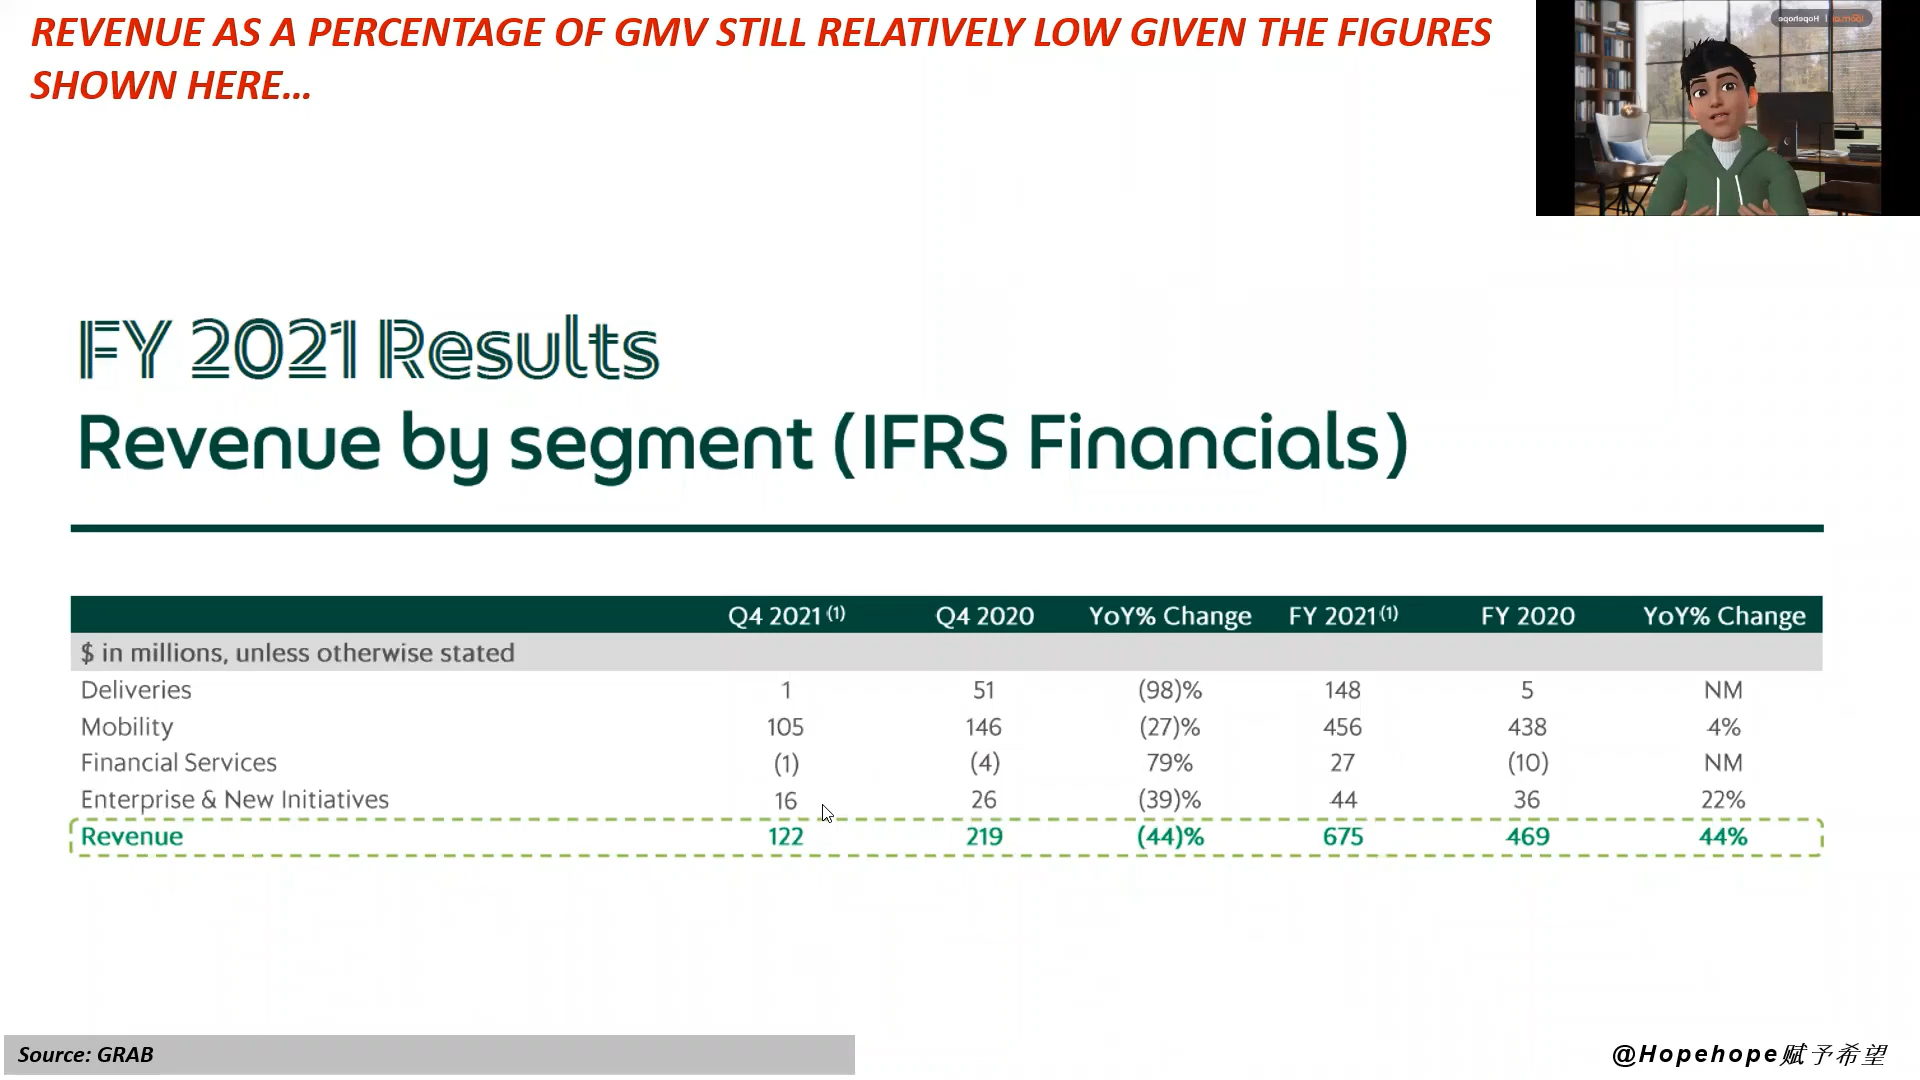 REVENUE AS A PERCENTAGE OF GMV STILL RELATIVELY LOW GIVEN THE FIGURES
SHOWN HERE...
Hopehope
FY 2021 Results
Revenue by segment (IFRS Financials)
Q4 2021 (1) Q4 2020 YoY% Change FY 2021 (1) FY 2020 YoY% Change
$ in millions, unless otherwise stated
Deliveries 1 51 (98)% 148 5 NM
Mobility 105 146 (27)% 456 438 4%
Financial Services (1) (4) 79% 27 (10) NM
Enterprise & New Initiatives 16 26 (39)% 44 36 22%
Revenue 122 219 (44)% 675 469 44%
Source: GRAB
@Hopehope赋予希望